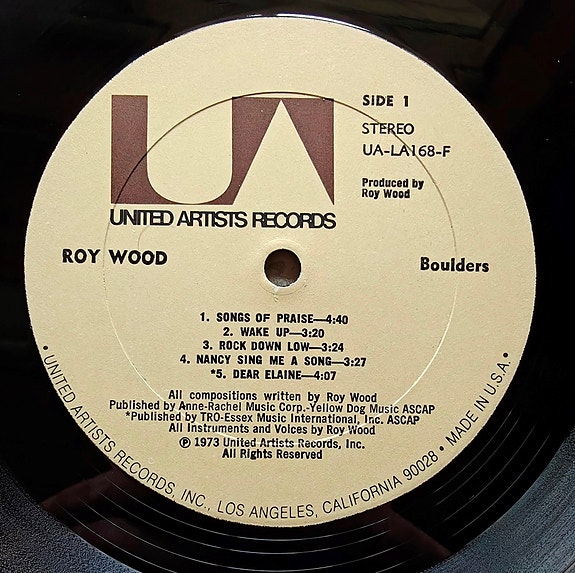 UA
UNITED ARTISTS RECORDS
SIDE 1
STEREO
UA-LA168-F
Produced by
Roy Wood
ROY WOOD
Boulders
1. SONGS OF PRAISE—4:40
2. WAKE UP—3:20
3. ROCK DOWN LOW—3:24
4. NANCY SING ME A SONG—3:27
*5. DEAR ELAINE—4:07
All compositions written by Roy Wood
Published by Anne-Rachel Music Corp.-Yellow Dog Music ASCAP
*Published by TRO-Essex Music International, Inc. ASCAP
All Instruments and Voices by Roy Wood
℗ 1973 United Artists Records, Inc.
All Rights Reserved
• UNITED ARTISTS RECORDS, INC., LOS ANGELES, CALIFORNIA 90028 • MADE IN U.S.A. •